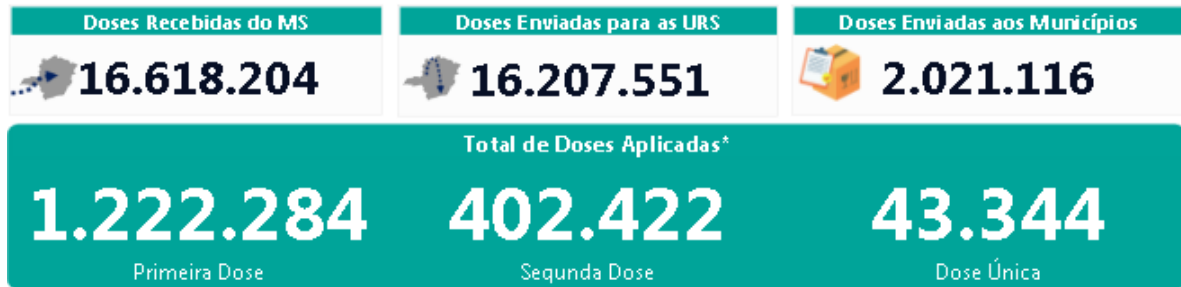 Doses Recebidas do MS
Doses Enviadas para as URS
Doses Enviadas aos Municípios
16.618.204
16.207.551
2.021.116
Total de Doses Aplicadas*
1.222.284
402.422
43.344
Primeira Dose
Segunda Dose
Dose Única